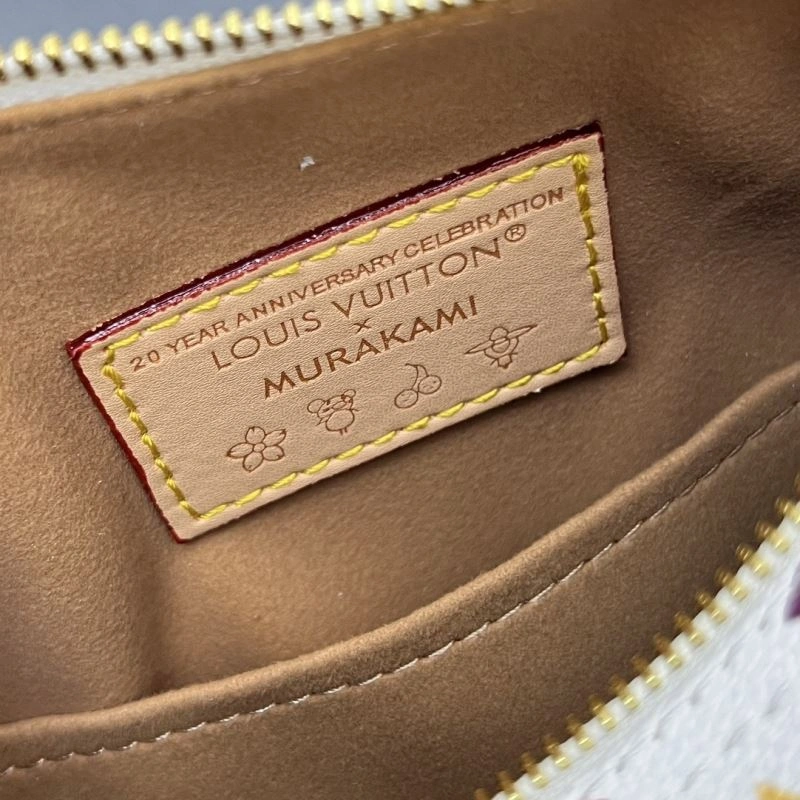 20 YEAR ANNIVERSARY CELEBRATION
LOUIS VUITTON®
×
MURAKAMI